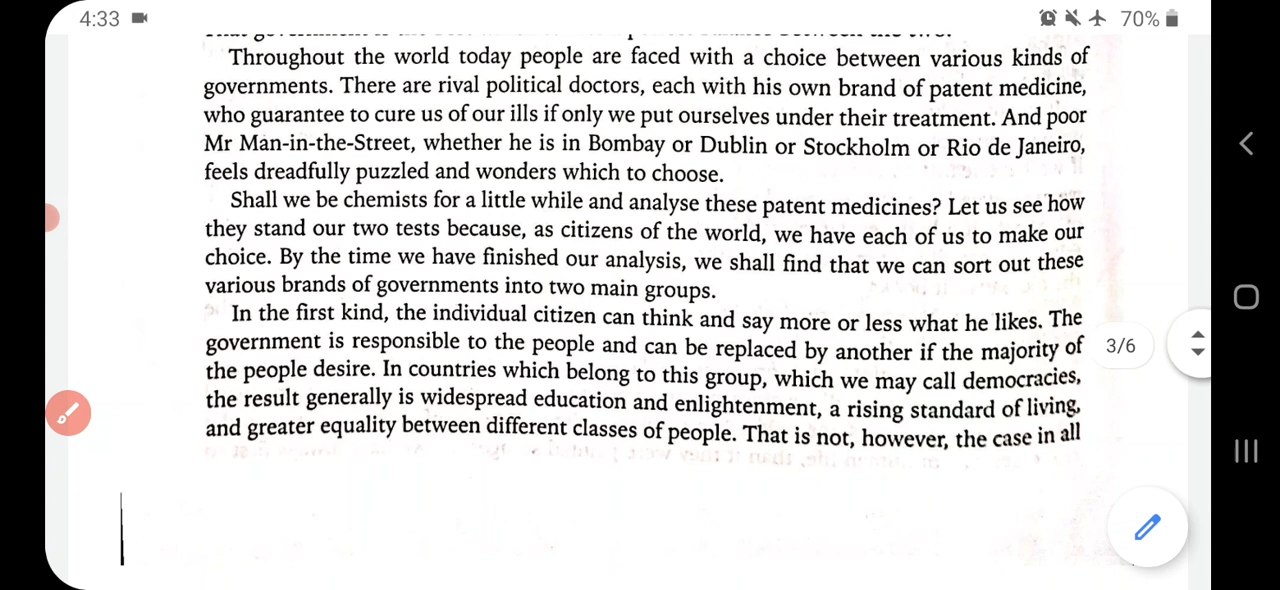 4:33
70%
Throughout the world today people are faced with a choice between various kinds of
governments. There are rival political doctors, each with his own brand of patent medicine,
who guarantee to cure us of our ills if only we put ourselves under their treatment. And poor
Mr Man-in-the-Street, whether he is in Bombay or Dublin or Stockholm or Rio de Janeiro,
feels dreadfully puzzled and wonders which to choose.
Shall we be chemists for a little while and analyse these patent medicines? Let us see how
they stand our two tests because, as citizens of the world, we have each of us to make our
choice. By the time we have finished our analysis, we shall find that we can sort out these
various brands of governments into two main groups.
In the first kind, the individual citizen can think and say more or less what he likes. The
government is responsible to the people and can be replaced by another if the majority of
the people desire. In countries which belong to this group, which we may call democracies,
the result generally is widespread education and enlightenment, a rising standard of living,
and greater equality between different classes of people. That is not, however, the case in all
3/6